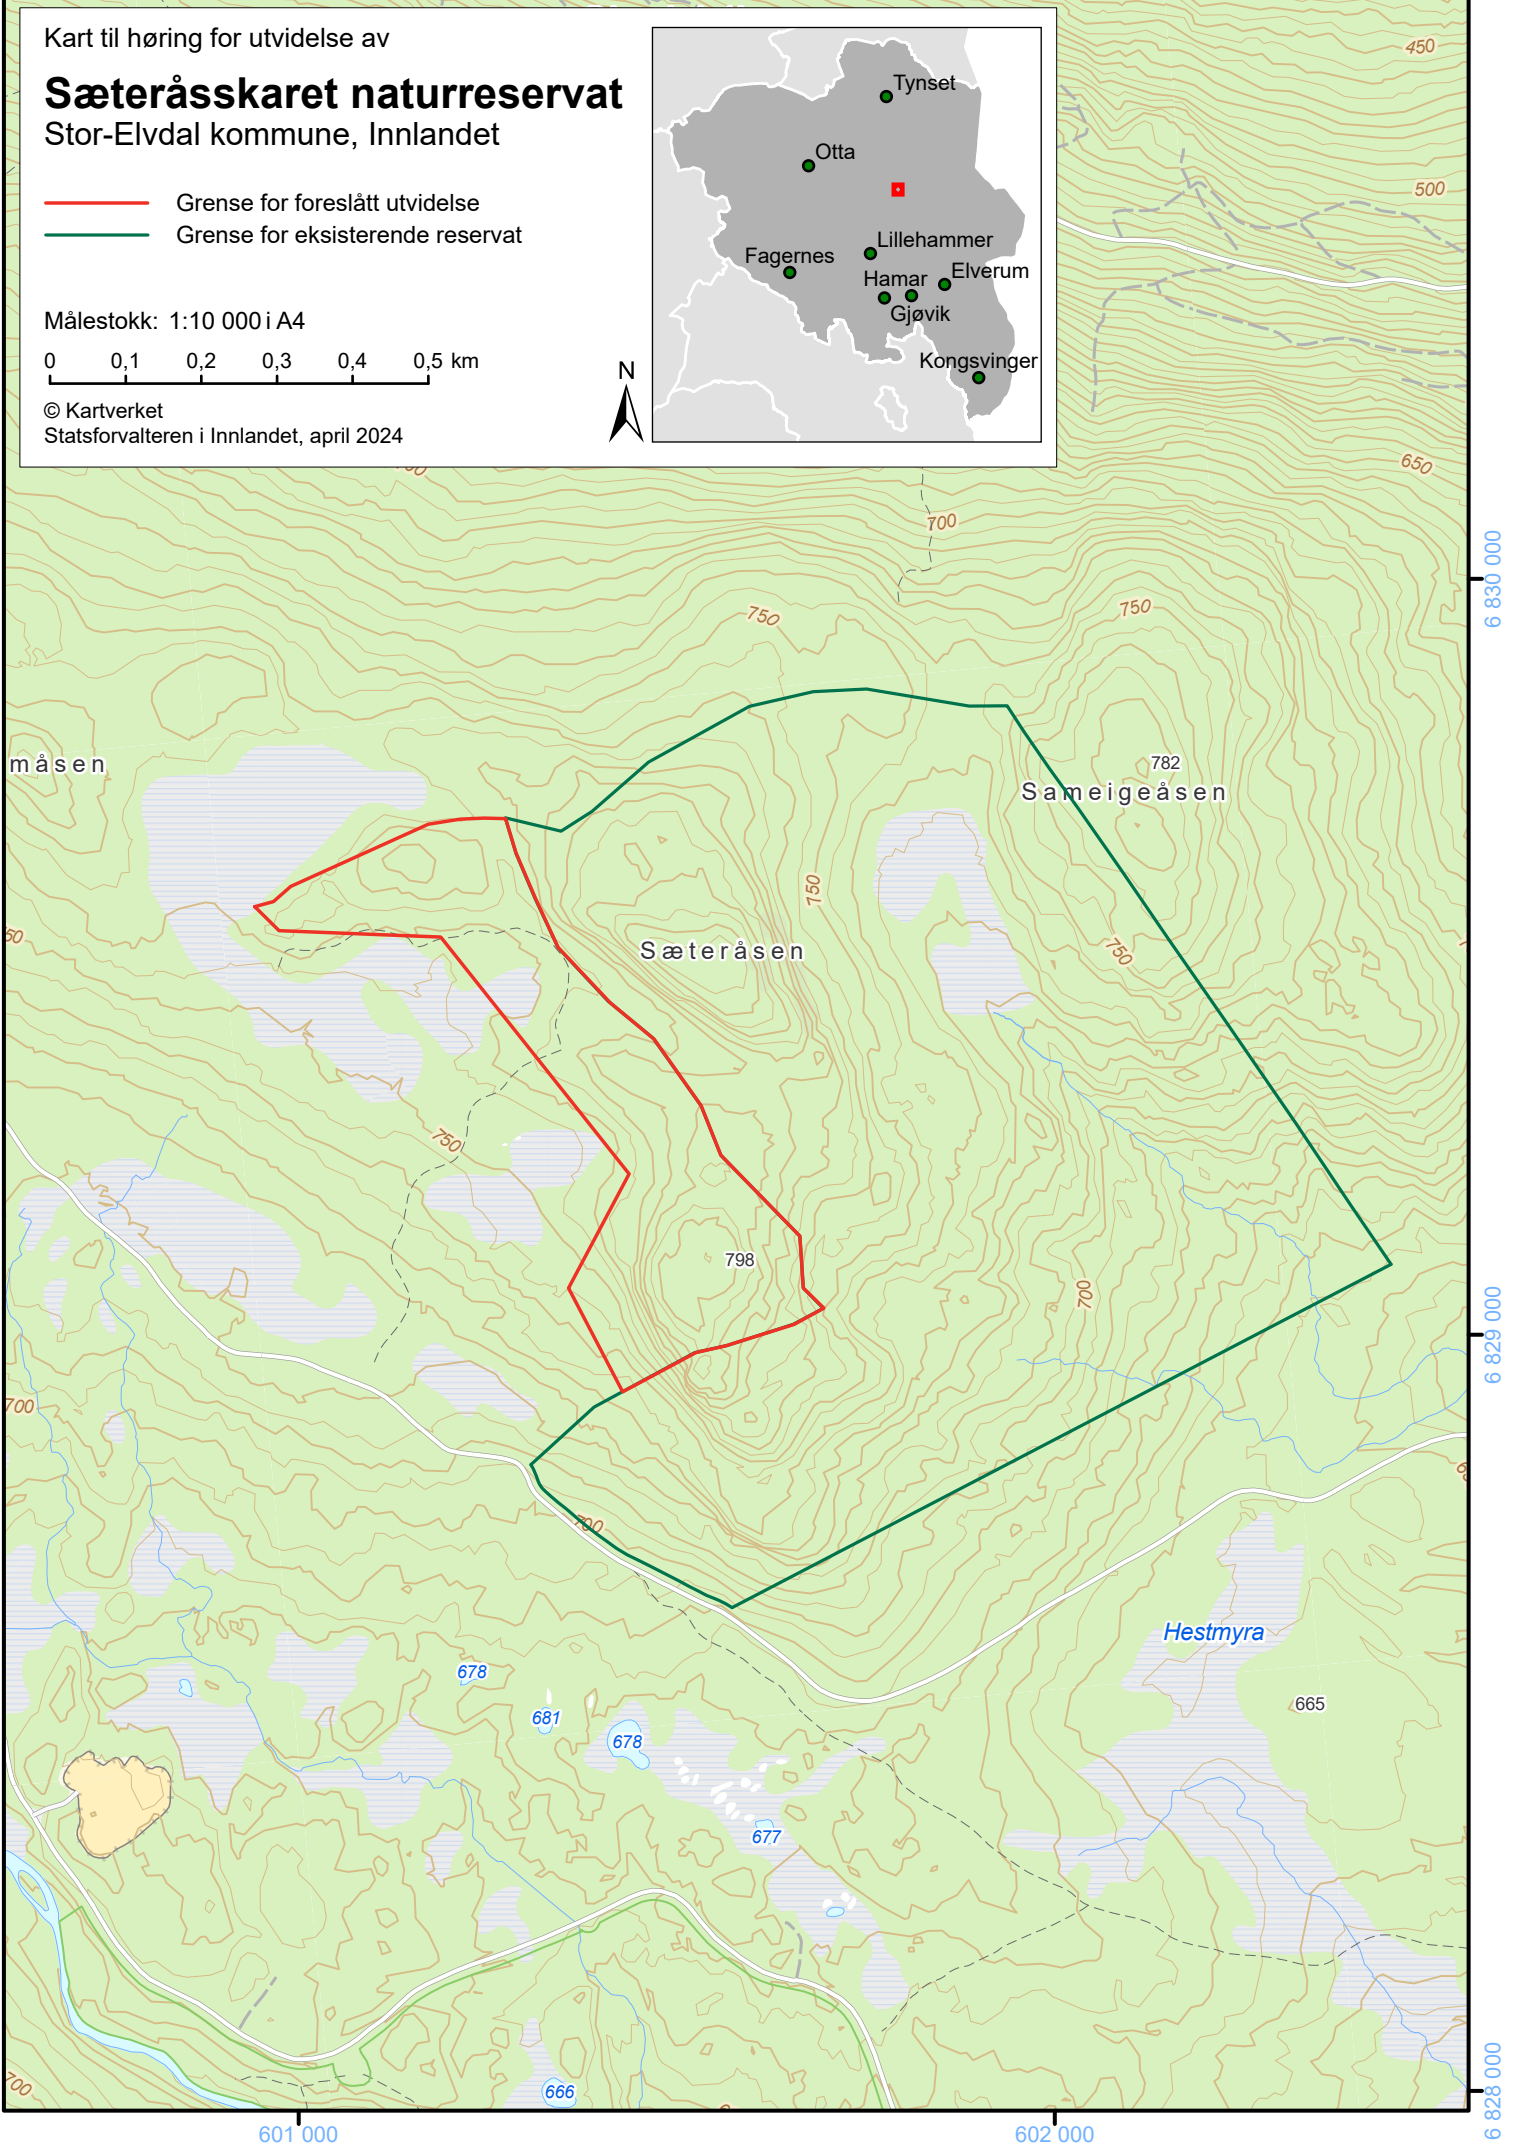 Kart til høring for utvidelse av
Sæteråsskaret naturreservat
Stor-Elvdal kommune, Innlandet
Grense for foreslått utvidelse
Grense for eksisterende reservat
Målestokk: 1:10 000 i A4
0 0,1 0,2 0,3 0,4 0,5 km
© Kartverket
Statsforvalteren i Innlandet, april 2024
N
Tynset
Otta
Lillehammer
Fagernes
Elverum
Hamar
Gjøvik
Kongsvinger
450
500
650
700
750
750
6 830 000
måsen
782
Sameigeåsen
750
50
Sæteråsen
750
750
798
700
6 829 000
700
700
Hestmyra
678
665
681
678
677
700
666
6 828 000
601 000
602 000